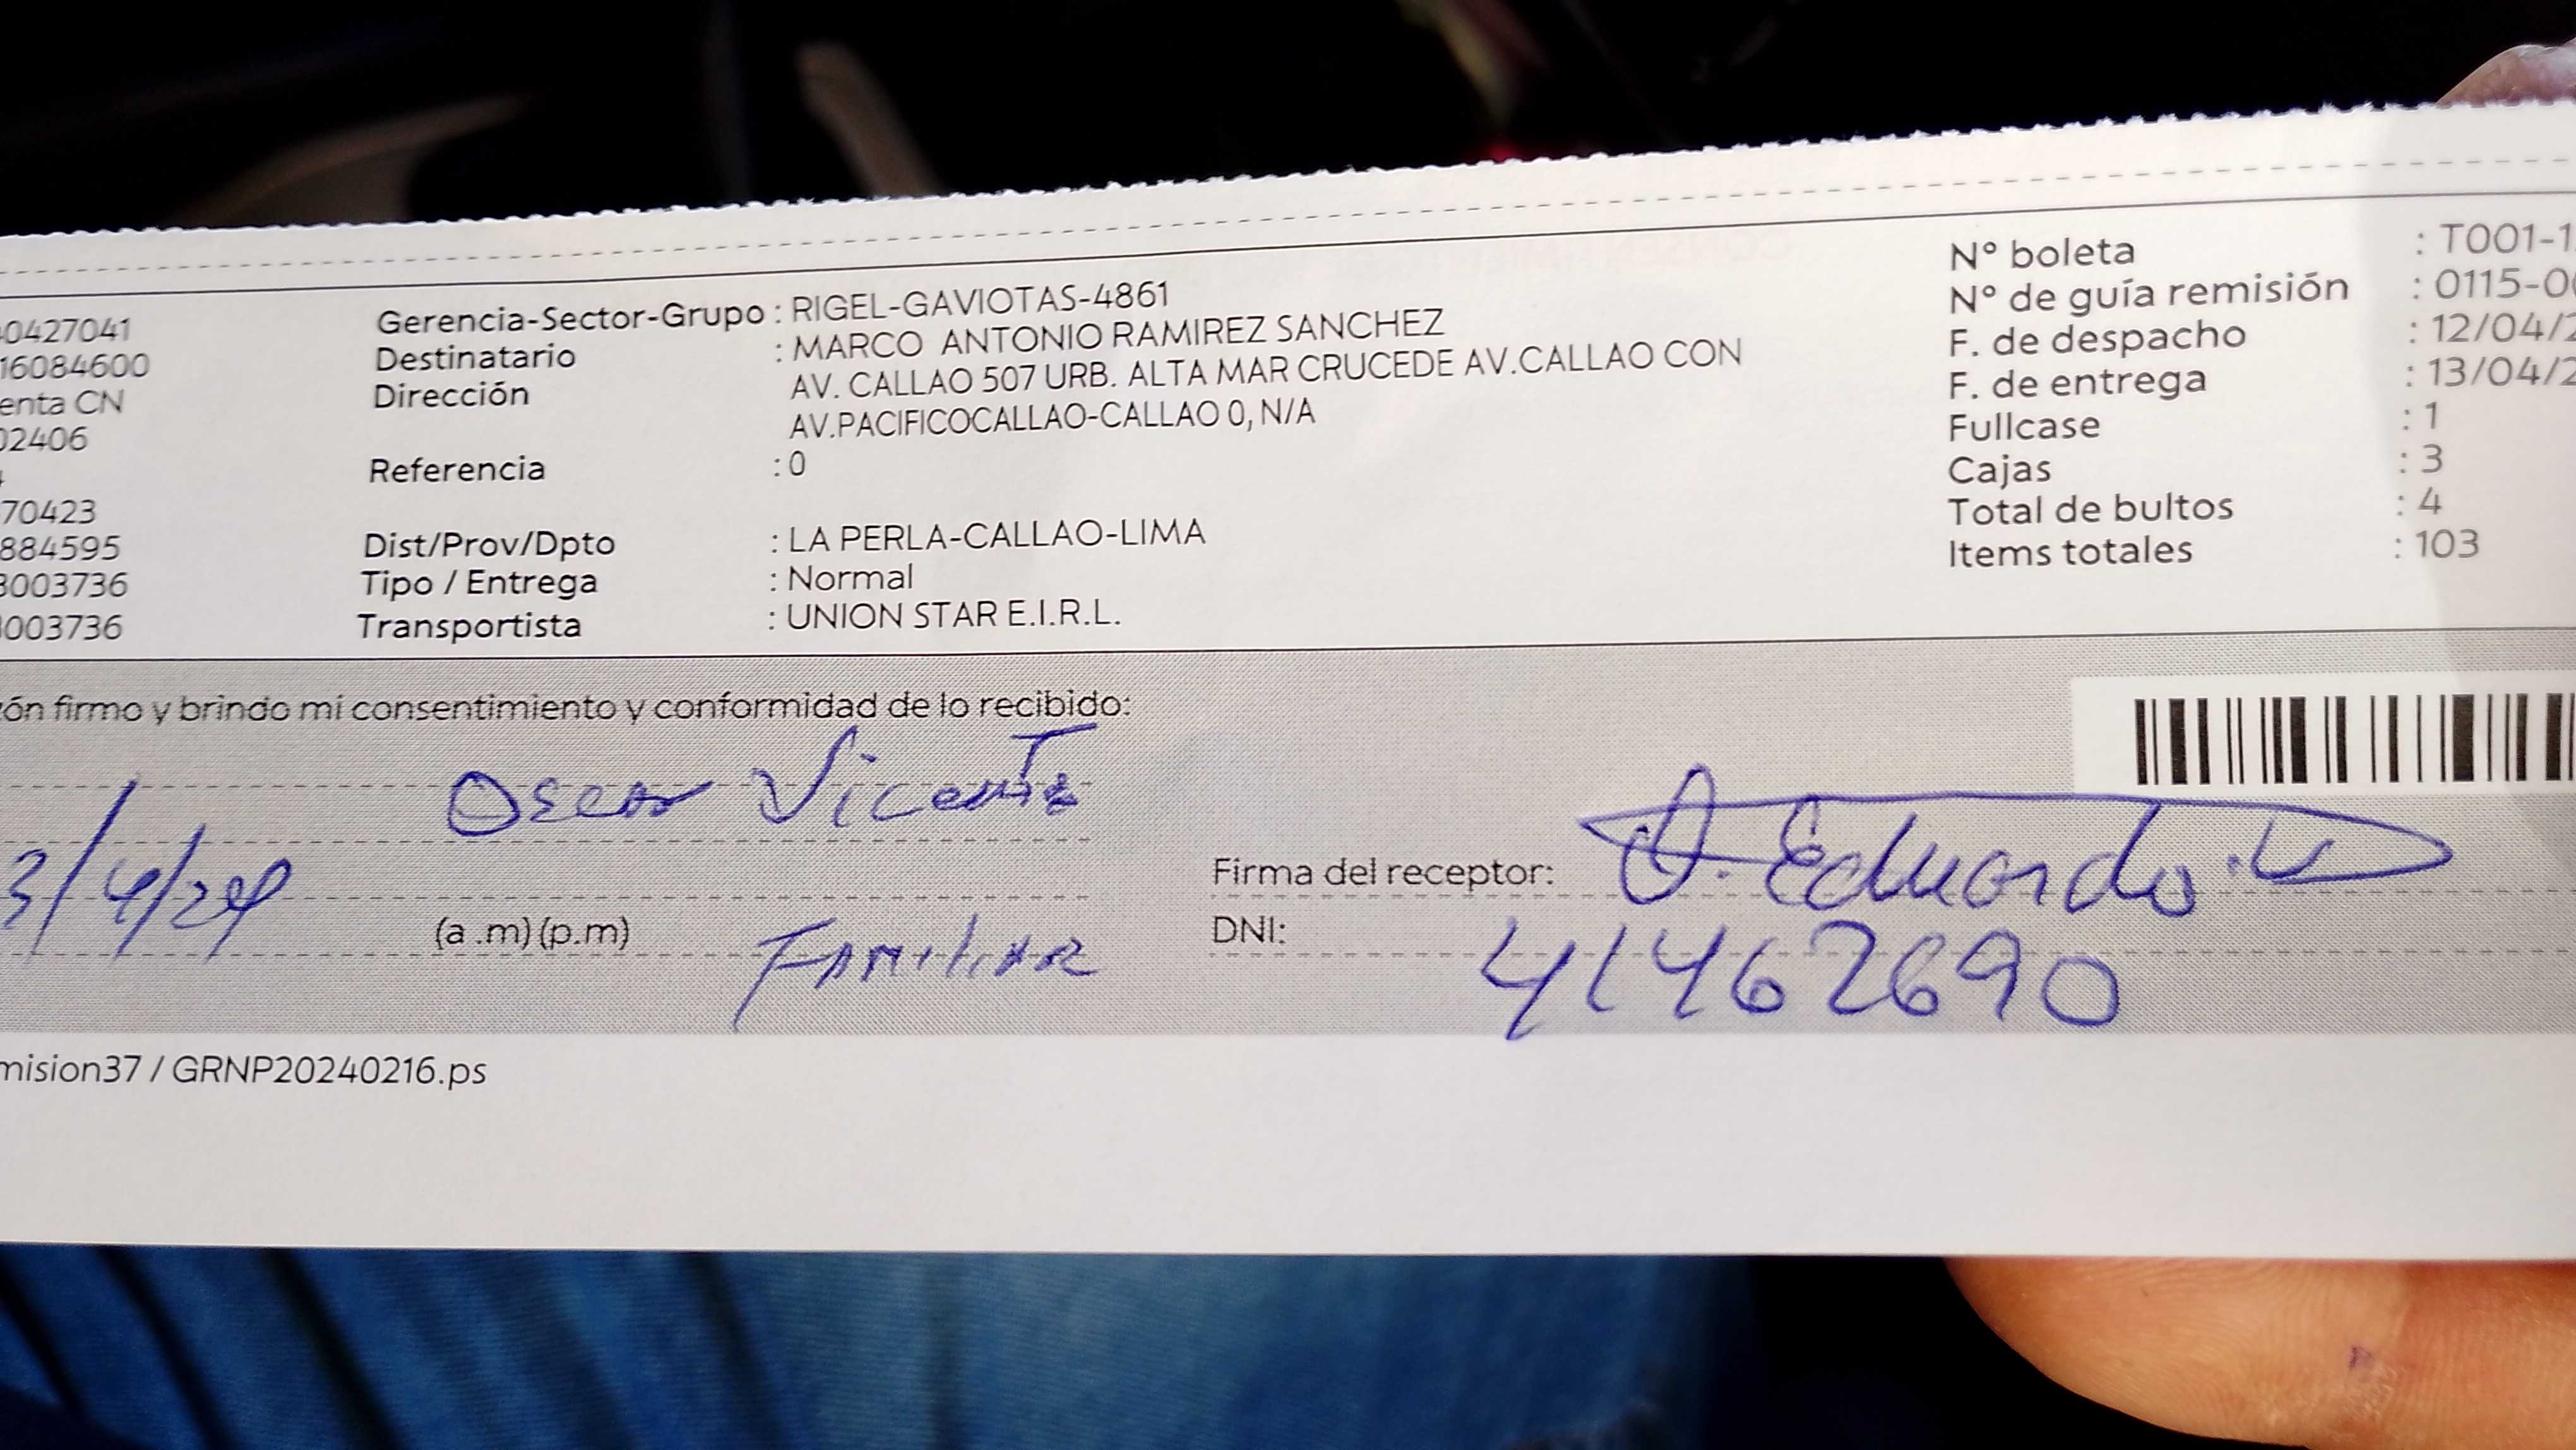 00427041
16084600
enta CN
02406
70423
884595
3003736
003736
Gerencia-Sector-Grupo : RIGEL-GAVIOTAS-4861
Destinatario : MARCO ANTONIO RAMIREZ SANCHEZ
Dirección AV. CALLAO 507 URB. ALTA MAR CRUCEDE AV.CALLAO CON
AV.PACIFICOCALLAO-CALLAO 0, N/A
Referencia : 0
Dist/Prov/Dpto : LA PERLA-CALLAO-LIMA
Tipo / Entrega : Normal
Transportista : UNION STAR E.I.R.L.
N° boleta : T001-1
N° de guía remisión : 0115-0
F. de despacho : 12/04/2
F. de entrega : 13/04/2
Fullcase : 1
Cajas : 3
Total de bultos : 4
Items totales : 103
zón firmo y brindo mi consentimiento y conformidad de lo recibido:
Oscar Vicente
3/4/24
(a .m) (p.m) FAMILIAR
Firma del receptor: O. Eduardo. V
DNI: 41462690
mision37 / GRNP20240216.ps